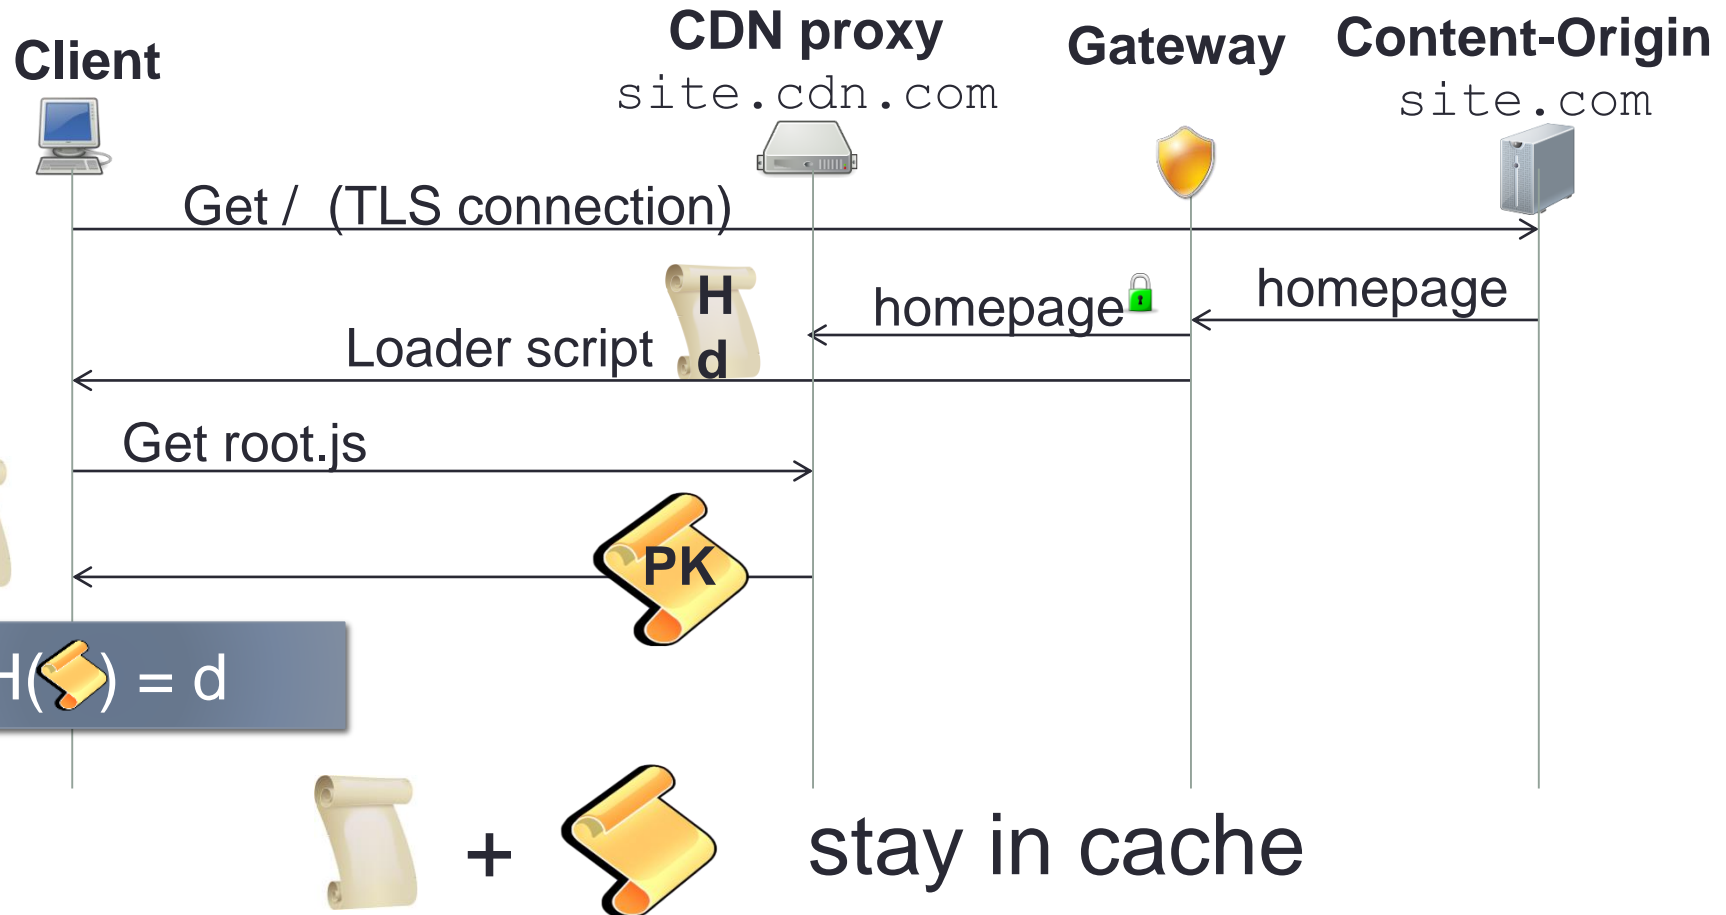 Client
CDN proxy
site.cdn.com
Gateway
Content-Origin
site.com
Get / (TLS connection)
homepage
homepage
Loader script
H
d
Get root.js
PK
H( ) = d
+
stay in cache